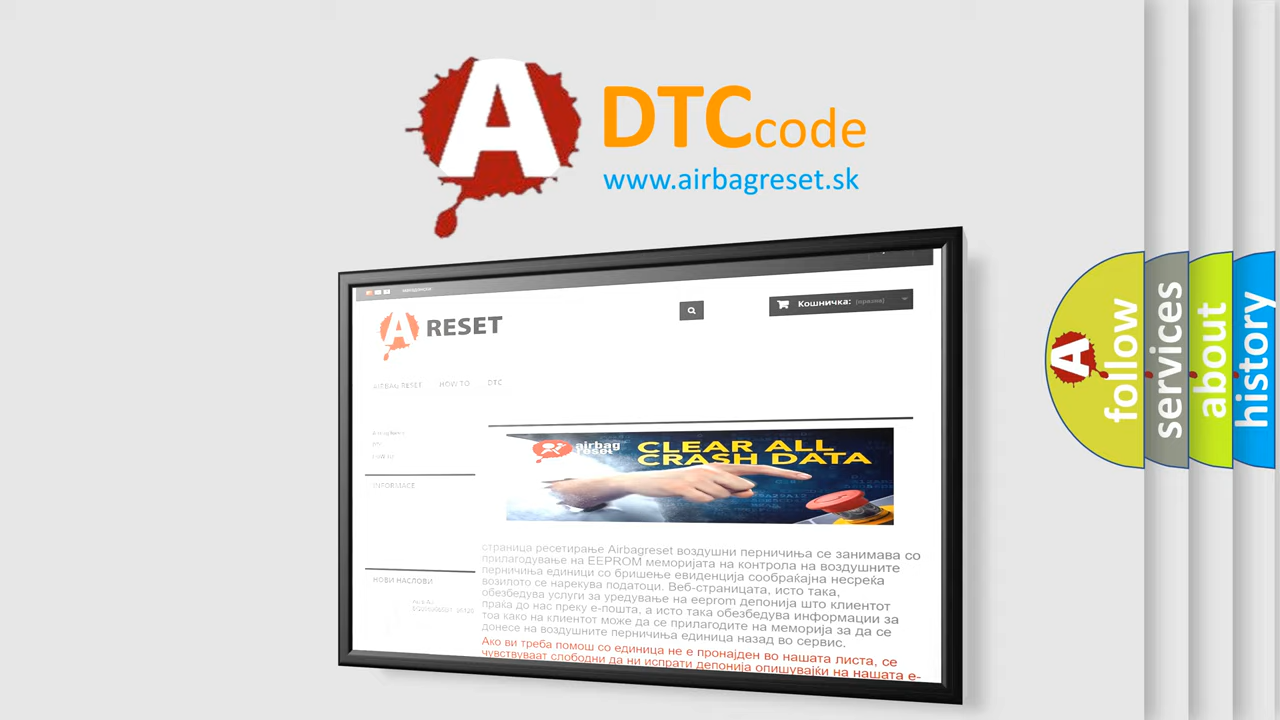 A
DTCcode
www.airbagreset.sk
Кошничка: (празна)
A RESET
AIRBAG RESET HOW TO DTC
airbag
reset
CLEAR ALL
CRASH DATA
INFORMACE
НОВИ НАСЛОВИ
страница ресетирање Airbagreset воздушни перничиња се занимава со
прилагодување на EEPROM меморијата на контрола на воздушните
перничиња единици со бришење евиденција сообраќајна несреќа
возилото се нарекува податоци. Веб-страницата, исто така,
обезбедува услуги за уредување на eeprom депонија што клиентот
праќа до нас преку е-пошта, а исто така обезбедува информации за
тоа како на клиентот може да се прилагодите на меморија за да се
донесе на воздушните перничиња единица назад во сервис.
Ако ви треба помош со единица не е пронајден во нашата листа, се
чувствуваат слободни да ни испрати депонија опишувајќи на нашата е-
A
follow
services
about
history